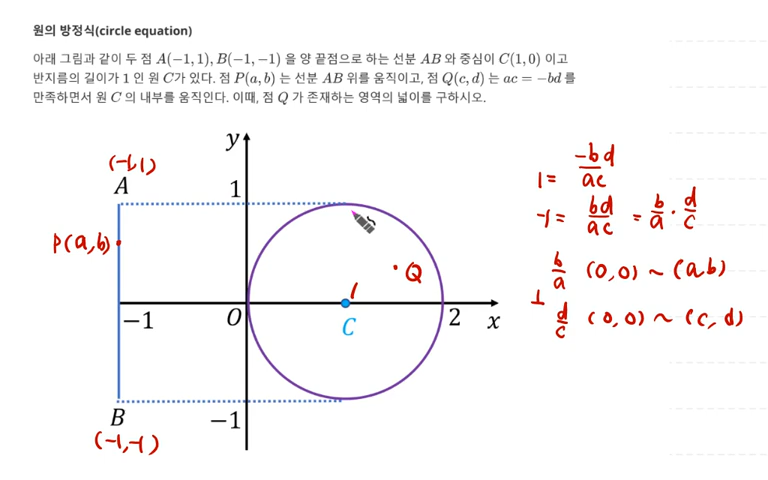 원의 방정식(circle equation)
아래 그림과 같이 두 점 A(−1, 1), B(−1, −1) 을 양 끝점으로 하는 선분 AB 와 중심이 C(1, 0) 이고
반지름의 길이가 1 인 원 C가 있다. 점 P(a, b) 는 선분 AB 위를 움직이고, 점 Q(c, d) 는 ac = −bd 를
만족하면서 원 C 의 내부를 움직인다. 이때, 점 Q 가 존재하는 영역의 넓이를 구하시오.
y
(-1,1)
A
1
P(a,b)
Q
1
−1
O
C
2
x
B
−1
(-1,-1)
1 = -bd/ac
-1 = bd/ac = b/a · d/c
b/a (0,0) ~ (a,b)
⊥
d/c (0,0) ~ (c,d)